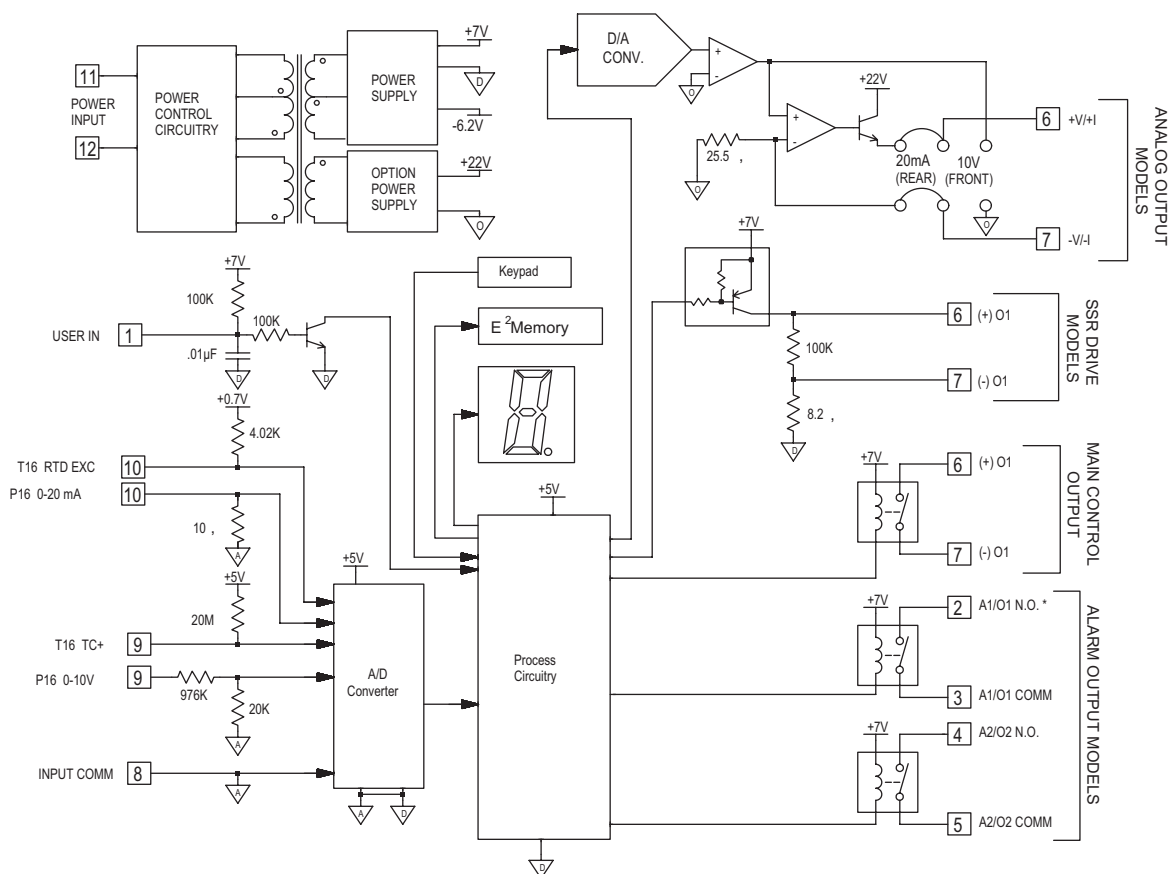 11
POWER
INPUT
12
POWER
CONTROL
CIRCUITRY
POWER
SUPPLY
+7V
D
-6.2V
OPTION
POWER
SUPPLY
+22V
O
D/A
CONV.
+
-
O
+22V
+
-
25.5 ,
O
20mA
(REAR)
10V
(FRONT)
O
6 +V/+I
7 -V/-I
ANALOG OUTPUT
MODELS
+7V
100K
USER IN 1
100K
.01µF
D
D
Keypad
E 2Memory
+7V
6 (+) O1
100K
7 (-) O1
8.2 ,
D
SSR DRIVE
MODELS
+0.7V
4.02K
T16 RTD EXC 10
P16 0-20 mA 10
10 ,
A
+5V
20M
T16 TC+ 9
P16 0-10V 9
976K
20K
A
INPUT COMM 8
A
+5V
A/D
Converter
A
D
+5V
Process
Circuitry
D
+7V
6 (+) O1
7 (-) O1
MAIN CONTROL
OUTPUT
+7V
2 A1/O1 N.O. *
3 A1/O1 COMM
+7V
4 A2/O2 N.O.
5 A2/O2 COMM
ALARM OUTPUT MODELS